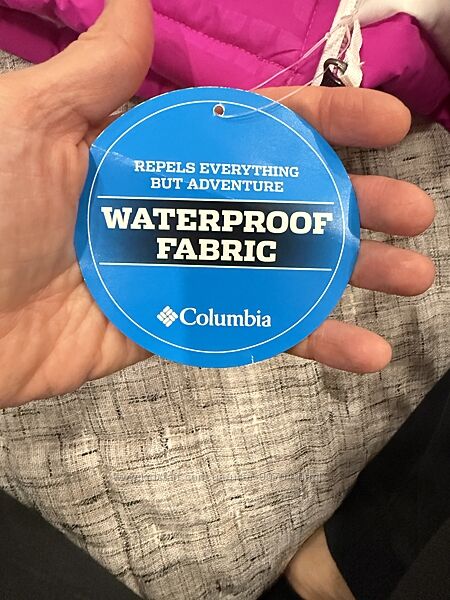 REPELS EVERYTHING
BUT ADVENTURE
WATERPROOF
FABRIC
Columbia